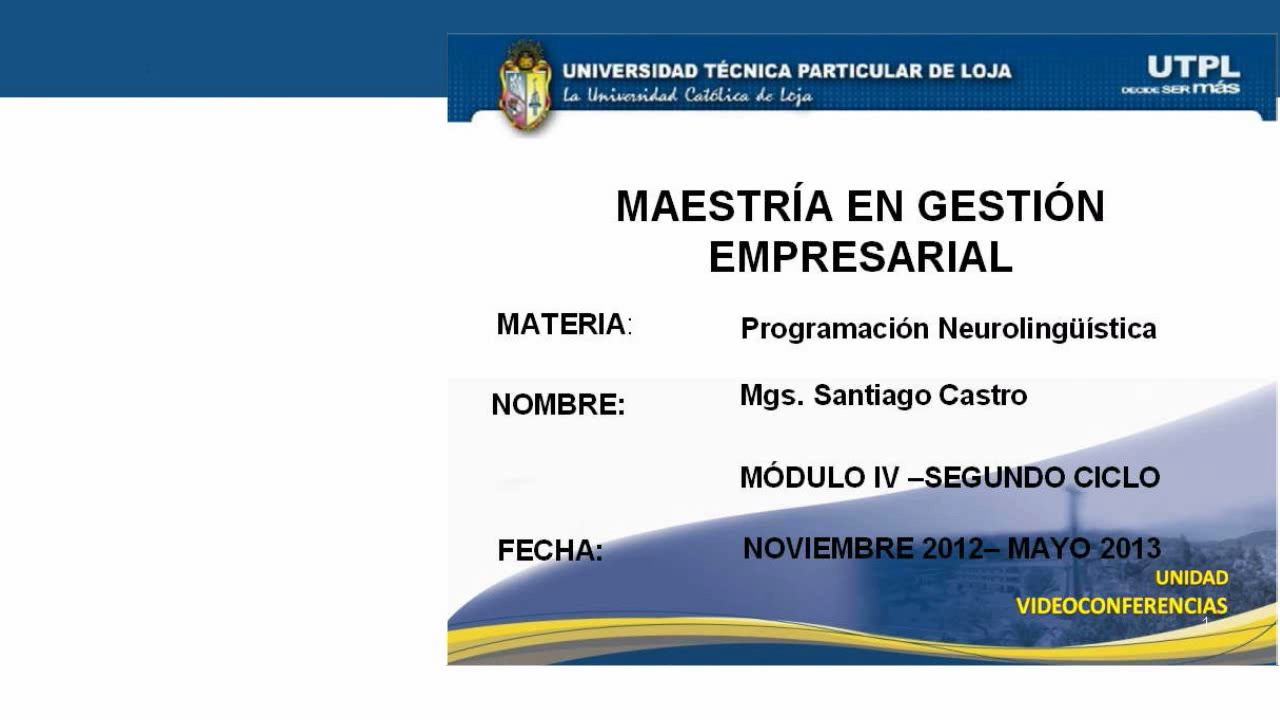 UNIVERSIDAD TÉCNICA PARTICULAR DE LOJA
La Universidad Católica de Loja
UTPL
DECIDE SER más
MAESTRÍA EN GESTIÓN
EMPRESARIAL
MATERIA: Programación Neurolingüística
NOMBRE: Mgs. Santiago Castro
MÓDULO IV –SEGUNDO CICLO
FECHA: NOVIEMBRE 2012– MAYO 2013
UNIDAD
VIDEOCONFERENCIAS
1